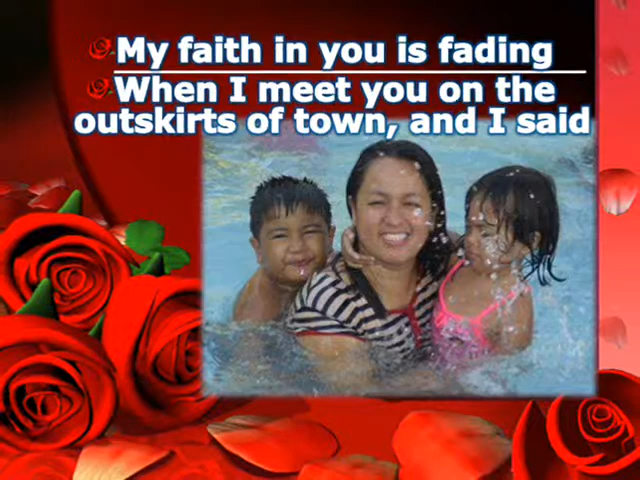 My faith in you is fading
When I meet you on the
outskirts of town, and I said